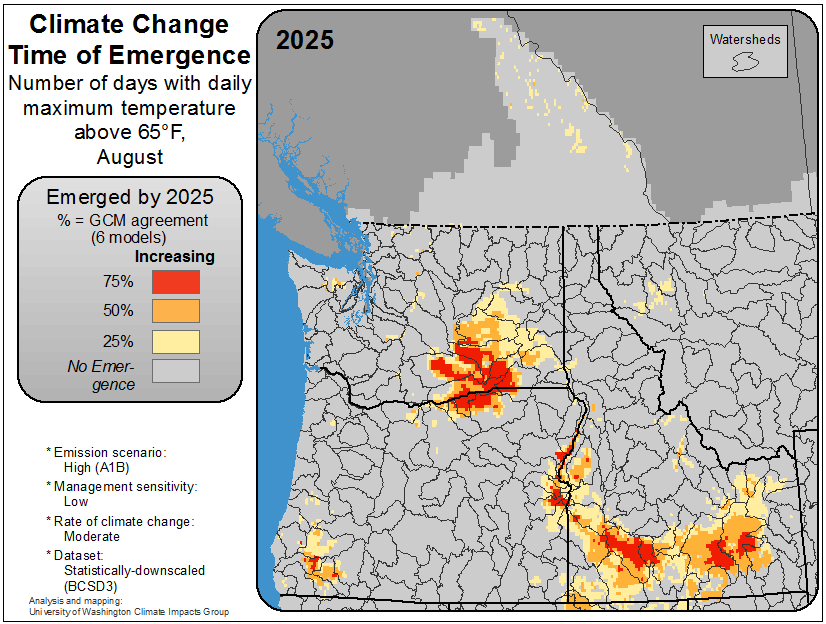 Climate Change
Time of Emergence
Number of days with daily
maximum temperature
above 65°F,
August
2025
Watersheds
Emerged by 2025
% = GCM agreement
(6 models)
Increasing
75%
50%
25%
No Emer-
gence
* Emission scenario:
High (A1B)
* Management sensitivity:
Low
* Rate of climate change:
Moderate
* Dataset:
Statistically-downscaled
(BCSD3)
Analysis and mapping:
University of Washington Climate Impacts Group